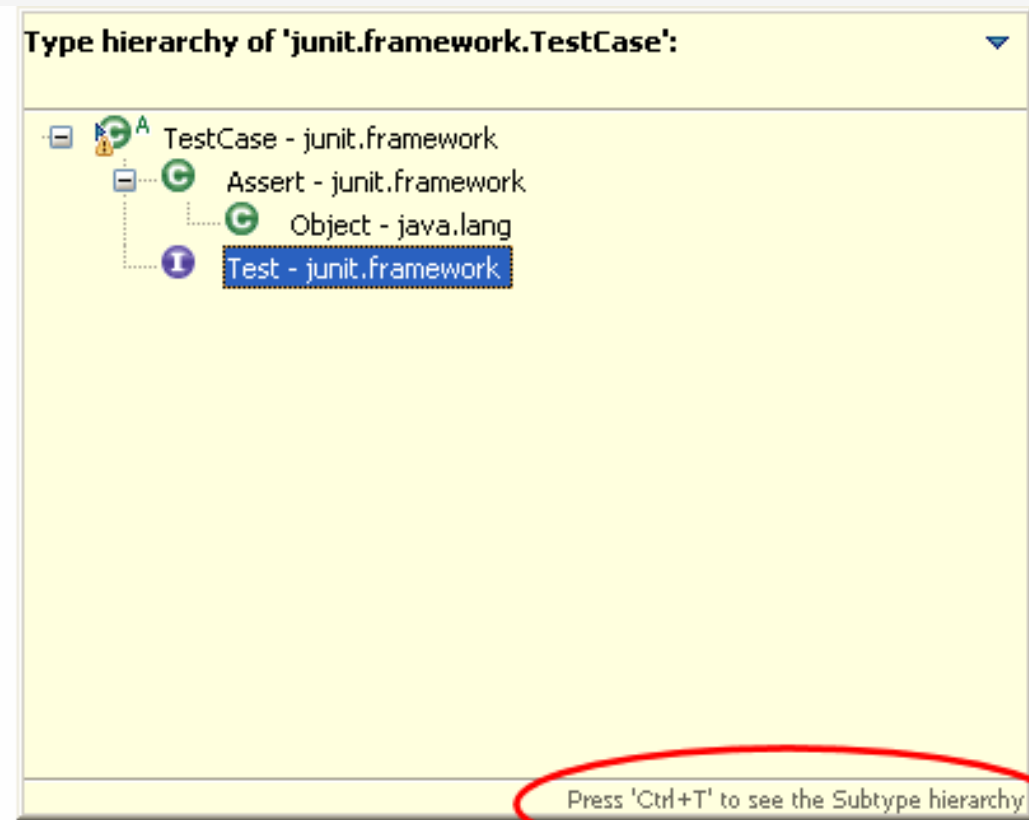 Type hierarchy of 'junit.framework.TestCase':
A TestCase - junit.framework
C Assert - junit.framework
C Object - java.lang
I Test - junit.framework
Press 'Ctrl+T' to see the Subtype hierarchy